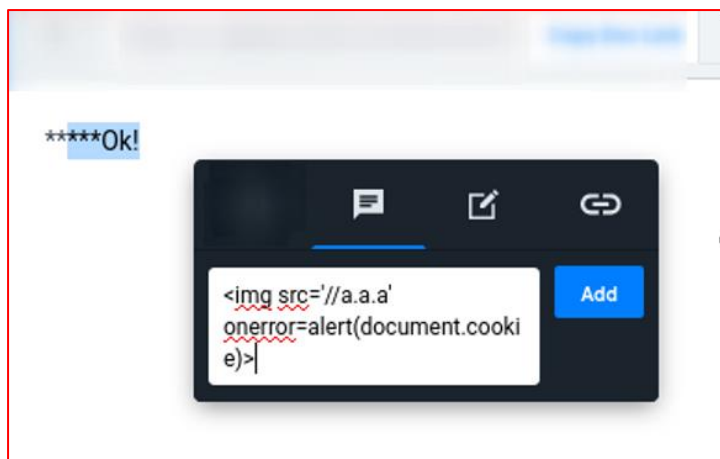 *****Ok!
<img src='//a.a.a'
onerror=alert(document.cooki
e)>
Add